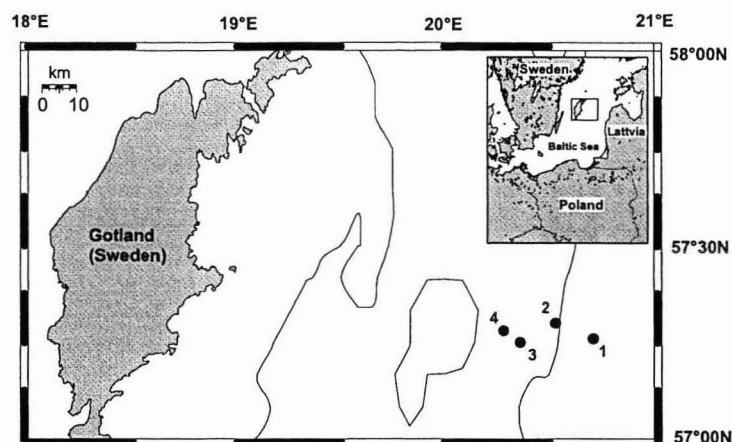 18°E 19°E 20°E 21°E
58°00N
km
0 10
Sweden
Lattvia
Baltic Sea
Poland
Gotland
(Sweden)
57°30N
2
4
3
1
57°00N